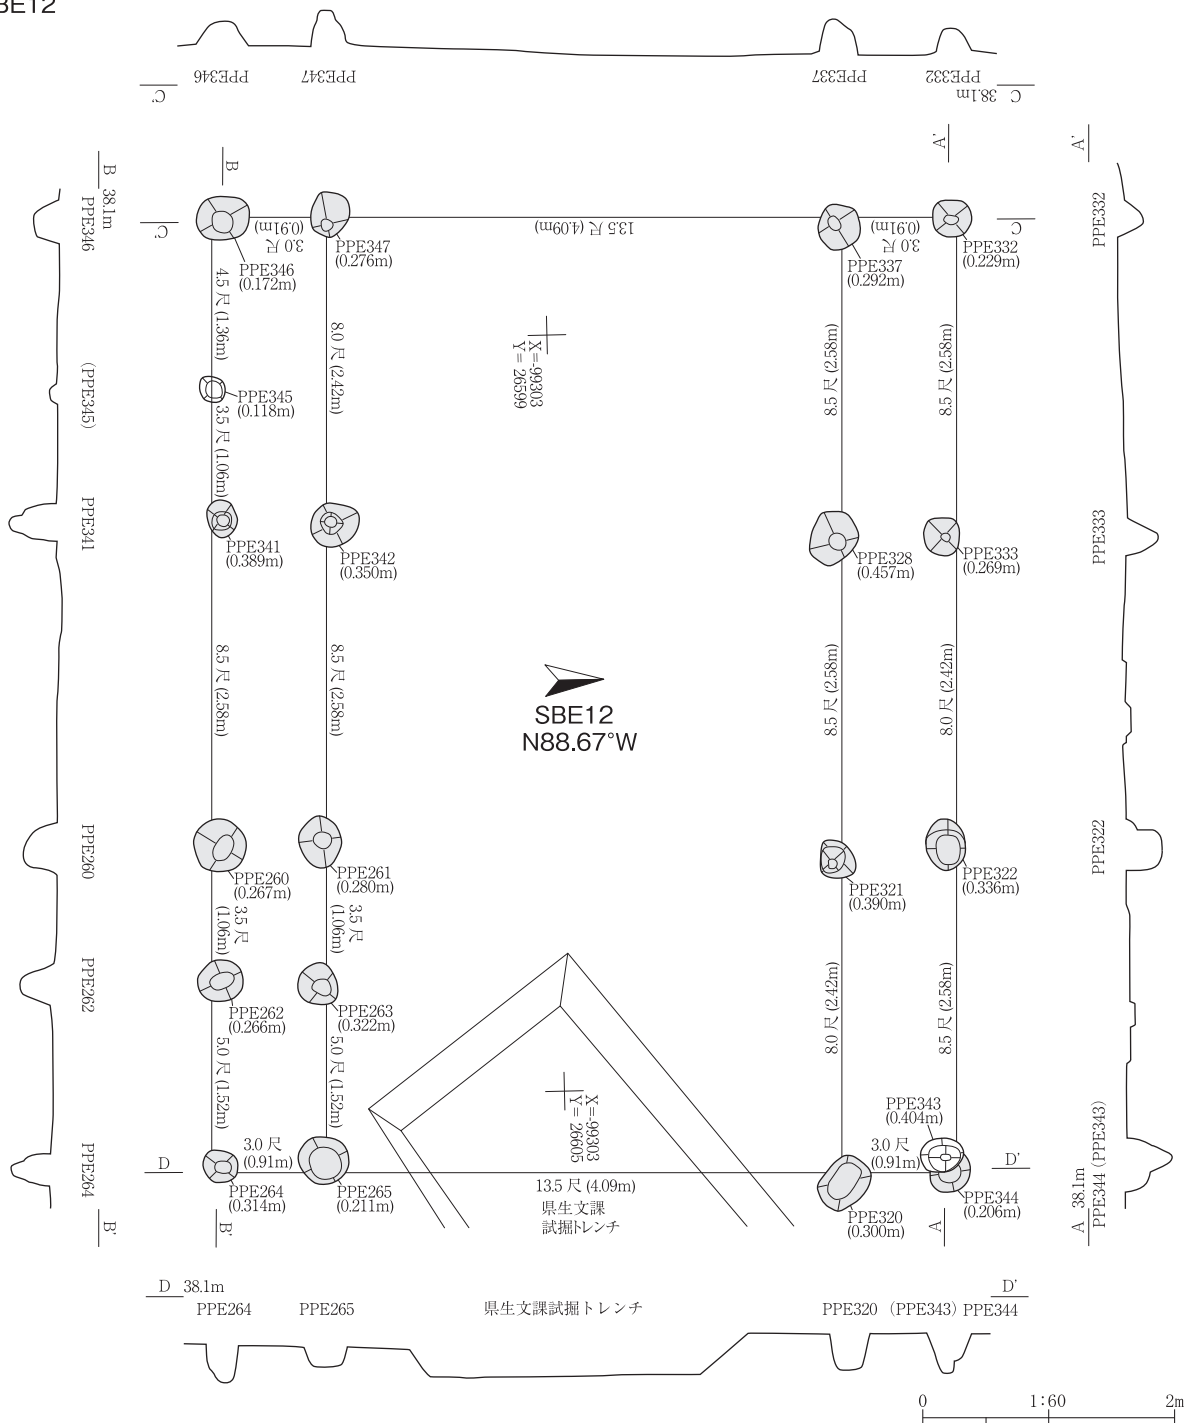 BE12
PPE346
PPE347
PPE337
PPE332
38.1m
C'
C
A'
A'
B
B
38.1m
PPE346
C'
C
3.0 尺
(0.91m)
13.5 尺 (4.09m)
3.0 尺
(0.91m)
PPE332
PPE346
(0.172m)
PPE347
(0.276m)
PPE337
(0.292m)
PPE332
(0.229m)
4.5 尺 (1.36m)
8.0 尺 (2.42m)
8.5 尺 (2.58m)
8.5 尺 (2.58m)
X=-99303
Y= 26599
(PPE345)
PPE345
(0.118m)
3.5 尺 (1.06m)
PPE341
PPE341
(0.389m)
PPE342
(0.350m)
PPE328
(0.457m)
PPE333
(0.269m)
PPE333
8.5 尺 (2.58m)
8.5 尺 (2.58m)
SBE12
N88.67°W
8.5 尺 (2.58m)
8.0 尺 (2.42m)
PPE260
PPE260
(0.267m)
PPE261
(0.280m)
PPE321
(0.390m)
PPE322
(0.336m)
PPE322
3.5 尺
(1.06m)
3.5 尺
(1.06m)
PPE262
PPE262
(0.266m)
PPE263
(0.322m)
5.0 尺 (1.52m)
5.0 尺 (1.52m)
8.0 尺 (2.42m)
8.5 尺 (2.58m)
X=-99303
Y= 26605
PPE343
(0.404m)
PPE264
D
3.0 尺
(0.91m)
3.0 尺
(0.91m)
D'
PPE264
(0.314m)
PPE265
(0.211m)
13.5 尺 (4.09m)
県生文課
試掘トレンチ
PPE320
(0.300m)
PPE344
(0.206m)
38.1m
PPE344 (PPE343)
B'
B'
A
A
D 38.1m
D'
PPE264
PPE265
県生文課試掘トレンチ
PPE320 (PPE343) PPE344
0 1:60 2m